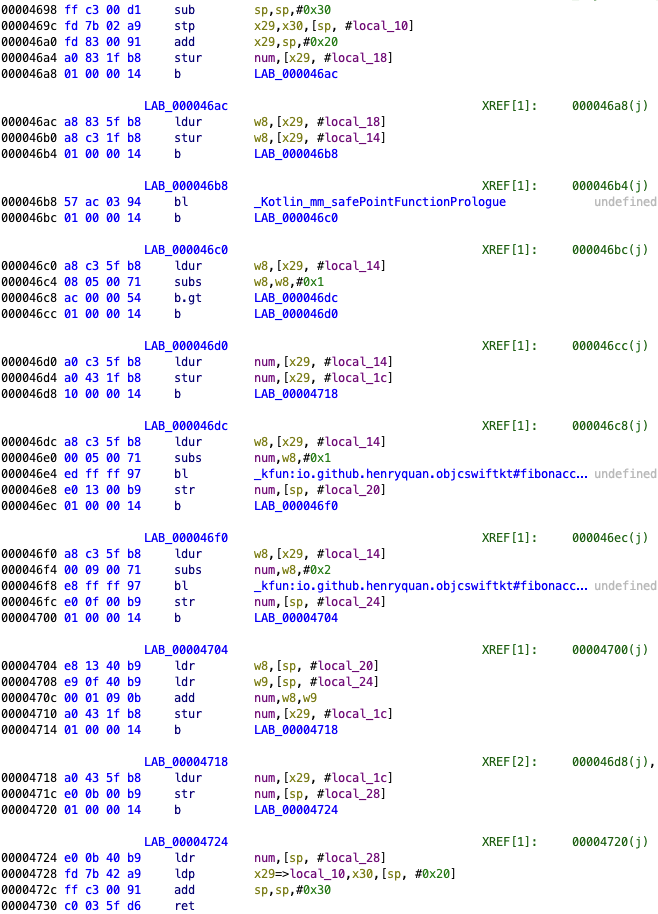 00004698 ff c3 00 d1 sub sp,sp,#0x30
0000469c fd 7b 02 a9 stp x29,x30,[sp, #local_10]
000046a0 fd 83 00 91 add x29,sp,#0x20
000046a4 a0 83 1f b8 stur num,[x29, #local_18]
000046a8 01 00 00 14 b LAB_000046ac
LAB_000046ac XREF[1]: 000046a8(j)
000046ac a8 83 5f b8 ldur w8,[x29, #local_18]
000046b0 a8 c3 1f b8 stur w8,[x29, #local_14]
000046b4 01 00 00 14 b LAB_000046b8
LAB_000046b8 XREF[1]: 000046b4(j)
000046b8 57 ac 03 94 bl _Kotlin_mm_safePointFunctionPrologue undefined
000046bc 01 00 00 14 b LAB_000046c0
LAB_000046c0 XREF[1]: 000046bc(j)
000046c0 a8 c3 5f b8 ldur w8,[x29, #local_14]
000046c4 08 05 00 71 subs w8,w8,#0x1
000046c8 ac 00 00 54 b.gt LAB_000046dc
000046cc 01 00 00 14 b LAB_000046d0
LAB_000046d0 XREF[1]: 000046cc(j)
000046d0 a0 c3 5f b8 ldur num,[x29, #local_14]
000046d4 a0 43 1f b8 stur num,[x29, #local_1c]
000046d8 10 00 00 14 b LAB_00004718
LAB_000046dc XREF[1]: 000046c8(j)
000046dc a8 c3 5f b8 ldur w8,[x29, #local_14]
000046e0 00 05 00 71 subs num,w8,#0x1
000046e4 ed ff ff 97 bl _kfun:io.github.henryquan.objcswiftkt#fibonacc... undefined
000046e8 e0 13 00 b9 str num,[sp, #local_20]
000046ec 01 00 00 14 b LAB_000046f0
LAB_000046f0 XREF[1]: 000046ec(j)
000046f0 a8 c3 5f b8 ldur w8,[x29, #local_14]
000046f4 00 09 00 71 subs num,w8,#0x2
000046f8 e8 ff ff 97 bl _kfun:io.github.henryquan.objcswiftkt#fibonacc... undefined
000046fc e0 0f 00 b9 str num,[sp, #local_24]
00004700 01 00 00 14 b LAB_00004704
LAB_00004704 XREF[1]: 00004700(j)
00004704 e8 13 40 b9 ldr w8,[sp, #local_20]
00004708 e9 0f 40 b9 ldr w9,[sp, #local_24]
0000470c 00 01 09 0b add num,w8,w9
00004710 a0 43 1f b8 stur num,[x29, #local_1c]
00004714 01 00 00 14 b LAB_00004718
LAB_00004718 XREF[2]: 000046d8(j),
00004718 a0 43 5f b8 ldur num,[x29, #local_1c]
0000471c e0 0b 00 b9 str num,[sp, #local_28]
00004720 01 00 00 14 b LAB_00004724
LAB_00004724 XREF[1]: 00004720(j)
00004724 e0 0b 40 b9 ldr num,[sp, #local_28]
00004728 fd 7b 42 a9 ldp x29=>local_10,x30,[sp, #0x20]
0000472c ff c3 00 91 add sp,sp,#0x30
00004730 c0 03 5f d6 ret